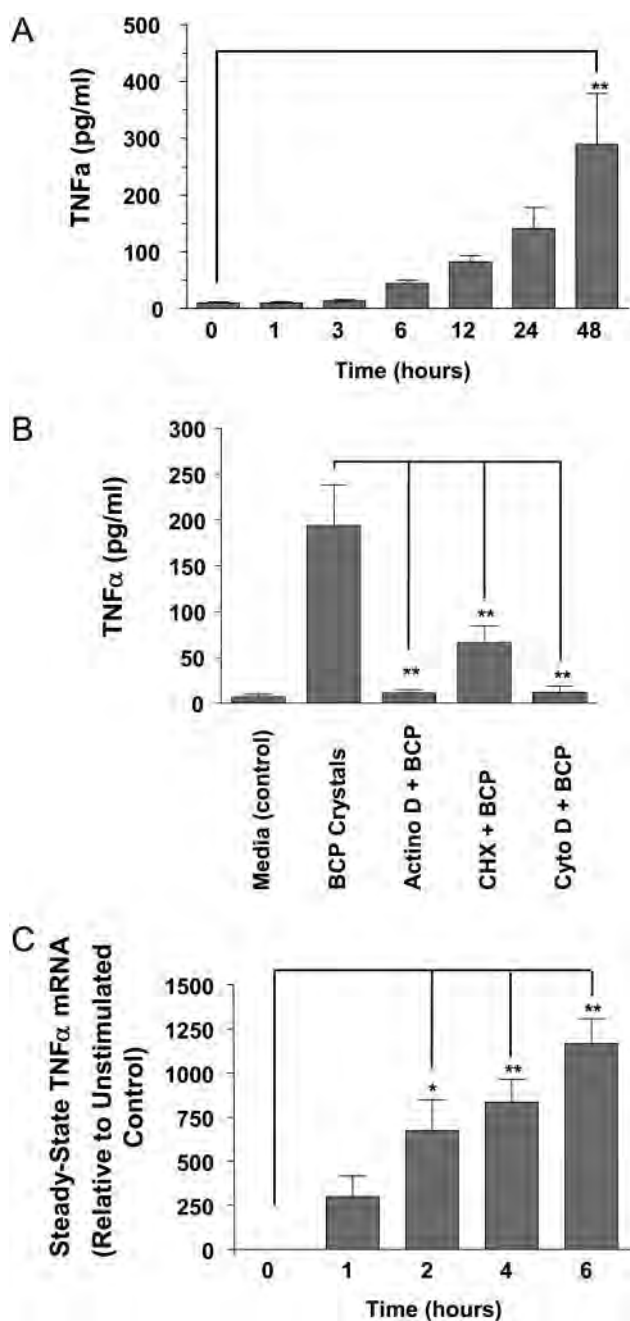 A
TNFa (pg/ml)
500
400
300
200
100
0
**
0 1 3 6 12 24 48
Time (hours)
B
TNFα (pg/ml)
300
250
200
150
100
50
0
** ** **
Media (control)
BCP Crystals
Actino D + BCP
CHX + BCP
Cyto D + BCP
C
Steady-State TNFα mRNA
(Relative to Unstimulated
Control)
1500
1250
1000
750
500
250
0
* ** **
0 1 2 4 6
Time (hours)